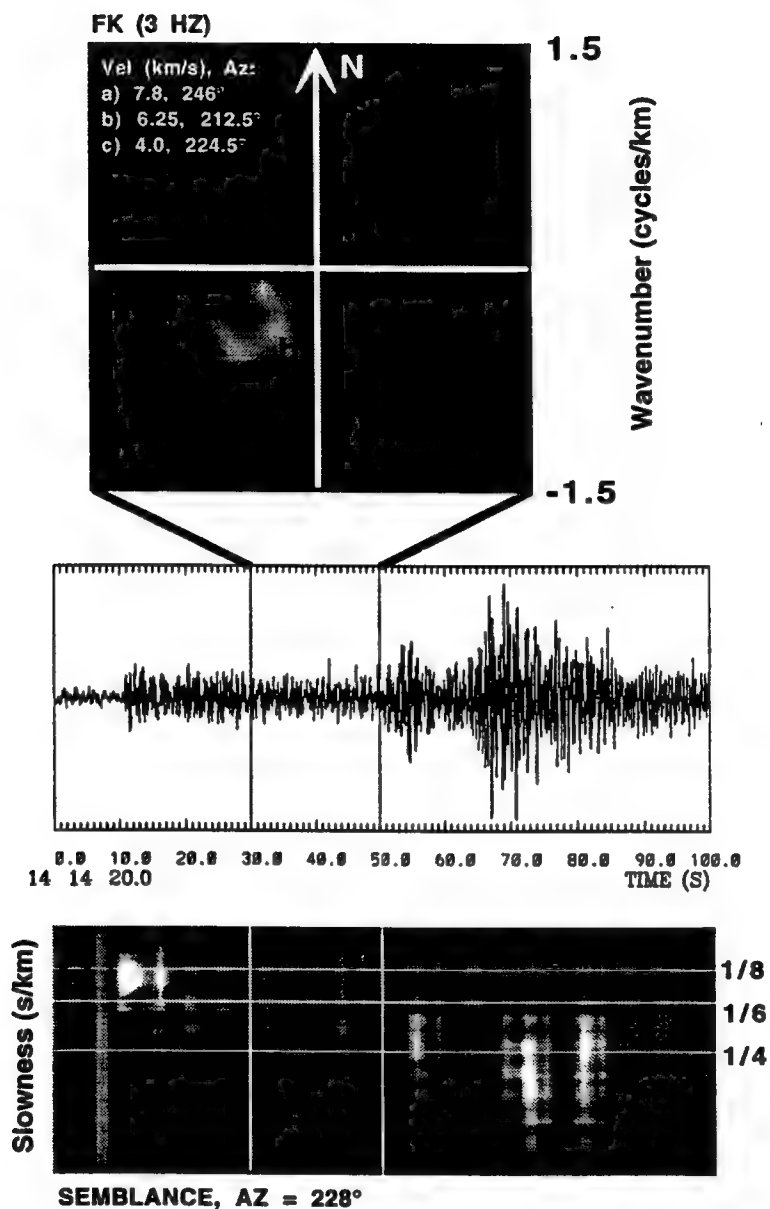 FK (3 HZ)
1.5
Vel (km/s), Az:
N
a) 7.8, 246°
b) 6.25, 212.5°
c) 4.0, 224.5°
Wavenumber (cycles/km)
-1.5
0.0 10.0 20.0 30.0 40.0 50.0 60.0 70.0 80.0 90.0 100.0
14 14 20.0 TIME (S)
Slowness (s/km)
1/8
1/6
1/4
SEMBLANCE, AZ = 228°